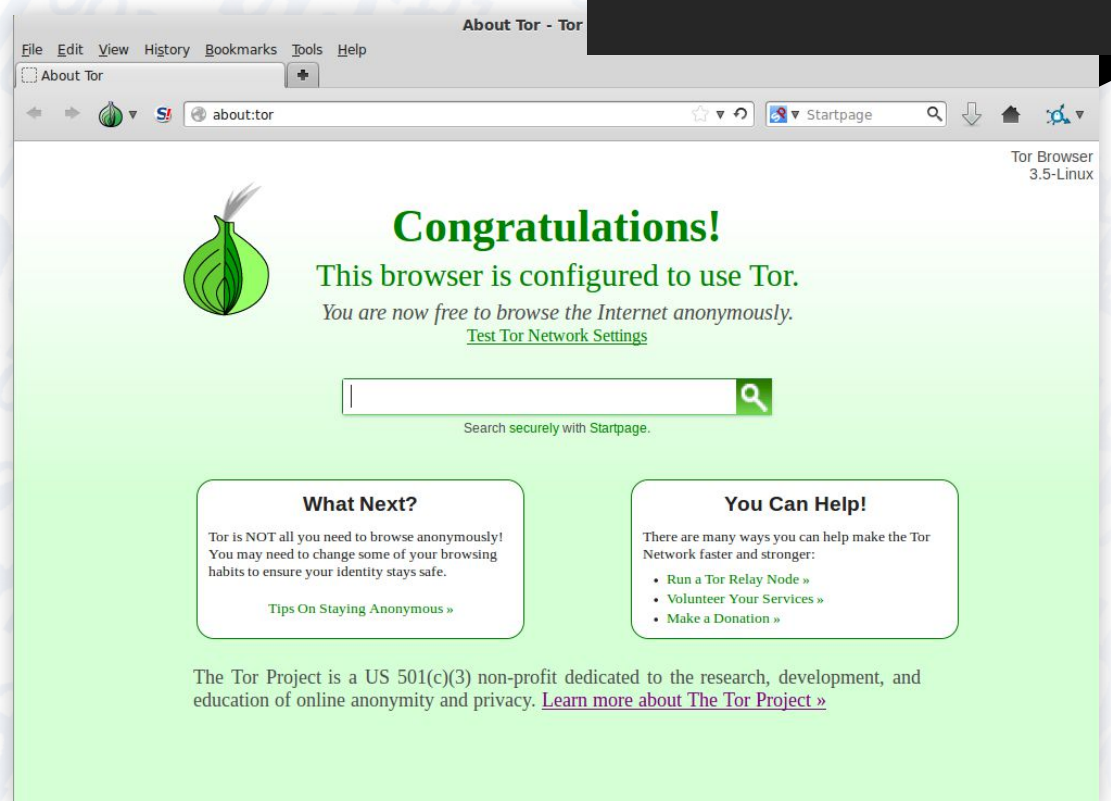 About Tor - Tor
File Edit View History Bookmarks Tools Help
About Tor
S! about:tor Startpage
Tor Browser
3.5-Linux
Congratulations!
This browser is configured to use Tor.
You are now free to browse the Internet anonymously.
Test Tor Network Settings
Search securely with Startpage.
What Next?
Tor is NOT all you need to browse anonymously!
You may need to change some of your browsing
habits to ensure your identity stays safe.
Tips On Staying Anonymous »
You Can Help!
There are many ways you can help make the Tor
Network faster and stronger:
• Run a Tor Relay Node »
• Volunteer Your Services »
• Make a Donation »
The Tor Project is a US 501(c)(3) non-profit dedicated to the research, development, and
education of online anonymity and privacy. Learn more about The Tor Project »